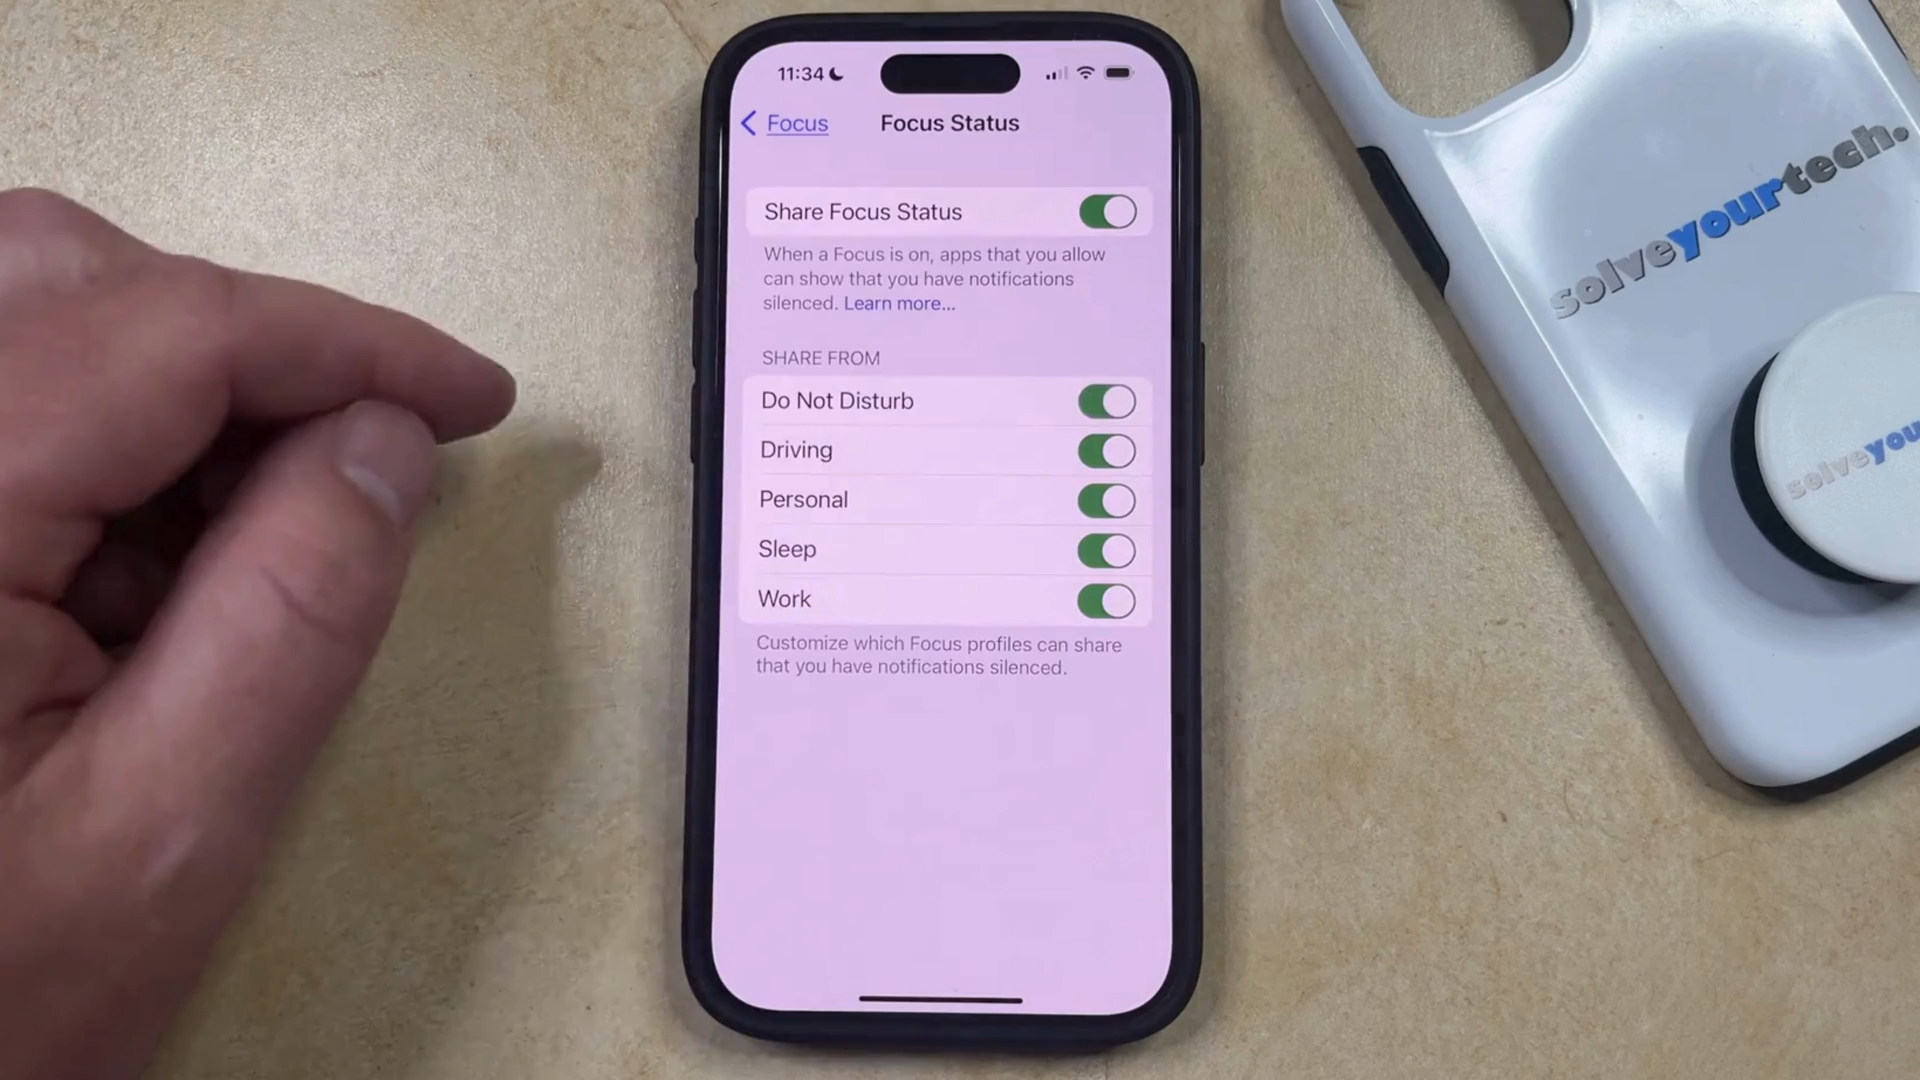 11:34
Focus
Focus Status
Share Focus Status
When a Focus is on, apps that you allow
can show that you have notifications
silenced. Learn more...
SHARE FROM
Do Not Disturb
Driving
Personal
Sleep
Work
Customize which Focus profiles can share
that you have notifications silenced.
solveyourtech.
solveyou